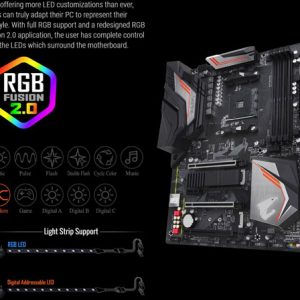 offering more LED customizations than ever,
can truly adapt their PC to represent their
yle. With full RGB support and a redesigned RGB
on 2.0 application, the user has complete control
the LEDs which surround the motherboard.
RGB
FUSION
2.0
Pulse
Flash
Double Flash
Cycle Color
Music
Game
Digital A
Digital B
Digital C
Light Strip Support
RGB LED
Digital Addressable LED